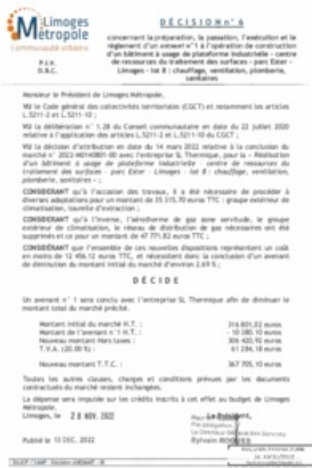 Limoges
Métropole
Communauté urbaine
P.I.V.
D.B.C.
D É C I S I O N n° 6
concernant la préparation, la passation, l'exécution et le
règlement d'un avenant n° 1 à l'opération de construction
d'un bâtiment à usage de plateforme industrielle - centre
de ressources du traitement des surfaces - parc Ester -
Limoges - lot 8 : chauffage, ventilation, plomberie,
sanitaires
Monsieur le Président de Limoges Métropole,
VU le Code général des collectivités territoriales (CGCT) et notamment les articles
L.5211-2 et L.5211-10 ;
VU la délibération n° 1.28 du Conseil communautaire en date du 22 juillet 2020
relative à l'application des articles L.5211-2 et L.5211-10 du CGCT ;
VU la décision d'attribution en date du 14 mars 2022 relative à la conclusion du
marché n° avec l'entreprise SL Thermique, pour la « Réalisation
d'un bâtiment à usage de plateforme industrielle - centre de ressources du
traitement des surfaces - parc Ester - Limoges - lot 8 : chauffage, ventilation,
plomberie, sanitaires » ;
CONSIDERANT qu'à l'occasion des travaux, il a été nécessaire de procéder à
diverses adaptations pour un montant de 35 315,70 euros TTC : groupe extérieur de
climatisation, tourelle d'extraction ;
CONSIDÉRANT qu'à l'inverse, l'aérotherme de gaz zone servitude, le groupe
extérieur de climatisation, le réseau de distribution de gaz nécessaires ont été
supprimés et ce pour un montant de 47 771,82 euros TTC ;
CONSIDÉRANT que l'ensemble de ces nouvelles dispositions représentent un coût
en moins de 12 456,12 euros TTC, et nécessitent donc la conclusion d'un avenant
de diminution du montant initial du marché d'environ 2,69 % ;
D É C I D E
Un avenant n° 1 sera conclu avec l'entreprise SL Thermique afin de diminuer le
montant total du marché précité.
Montant initial du marché H.T. : 316 801,02 euros
Montant de l'avenant n° 1 H.T. : - 10 380,10 euros
Nouveau montant Hors taxes : 306 420,92 euros
T.V.A. (20,00 %) : 61 284,18 euros
Nouveau montant T.T.C. : 367 705,10 euros
Toutes les autres clauses, charges et conditions prévues par les documents
contractuels du marché restent inchangées.
La dépense sera imputée sur les crédits inscrits à cet effet au budget de Limoges
Métropole.
Limoges, le 28 NOV. 2022
Le Président,
Le Directeur Général des Services
Publié le 13 DEC. 2022
Sylvain ROQUES